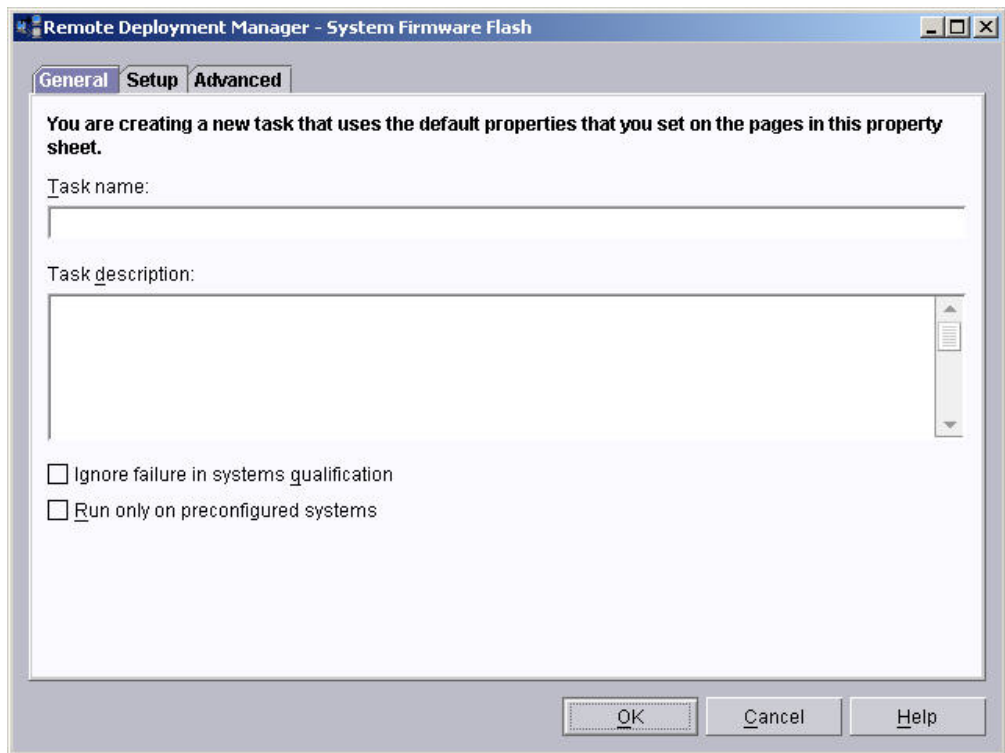 Remote Deployment Manager - System Firmware Flash
General Setup Advanced
You are creating a new task that uses the default properties that you set on the pages in this property
sheet.
Task name:
Task description:
Ignore failure in systems qualification
Run only on preconfigured systems
OK Cancel Help